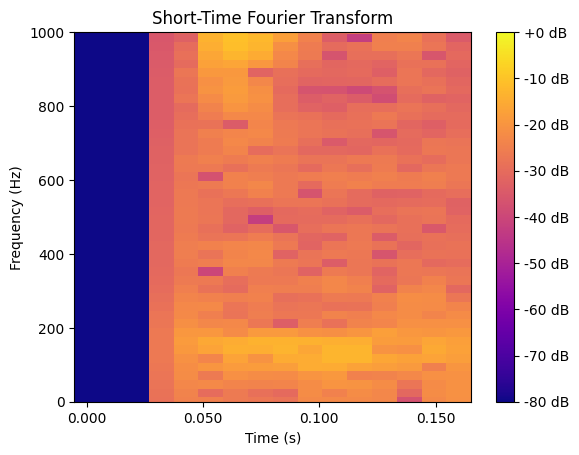 Short-Time Fourier Transform
1000
800
600
400
200
0
Frequency (Hz)
0.000
0.050
0.100
0.150
Time (s)
+0 dB
-10 dB
-20 dB
-30 dB
-40 dB
-50 dB
-60 dB
-70 dB
-80 dB